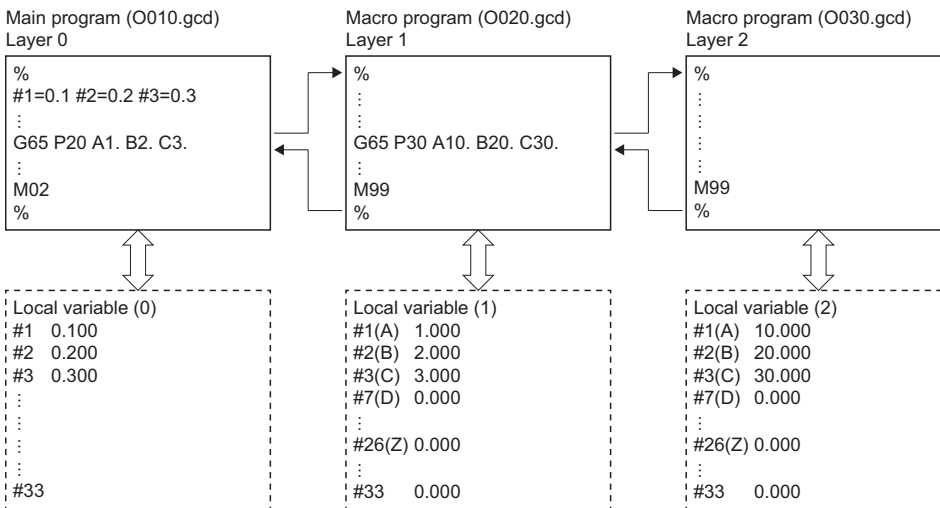 Main program (O010.gcd)
Layer 0
%
#1=0.1 #2=0.2 #3=0.3
⋮
G65 P20 A1. B2. C3.
⋮
M02
%
Macro program (O020.gcd)
Layer 1
%
⋮
⋮
G65 P30 A10. B20. C30.
⋮
M99
%
Macro program (O030.gcd)
Layer 2
%
⋮
⋮
⋮
⋮
M99
%
Local variable (0)
#1 0.100
#2 0.200
#3 0.300
⋮
⋮
⋮
⋮
#33
Local variable (1)
#1(A) 1.000
#2(B) 2.000
#3(C) 3.000
#7(D) 0.000
⋮
#26(Z) 0.000
⋮
#33 0.000
Local variable (2)
#1(A) 10.000
#2(B) 20.000
#3(C) 30.000
#7(D) 0.000
⋮
#26(Z) 0.000
⋮
#33 0.000